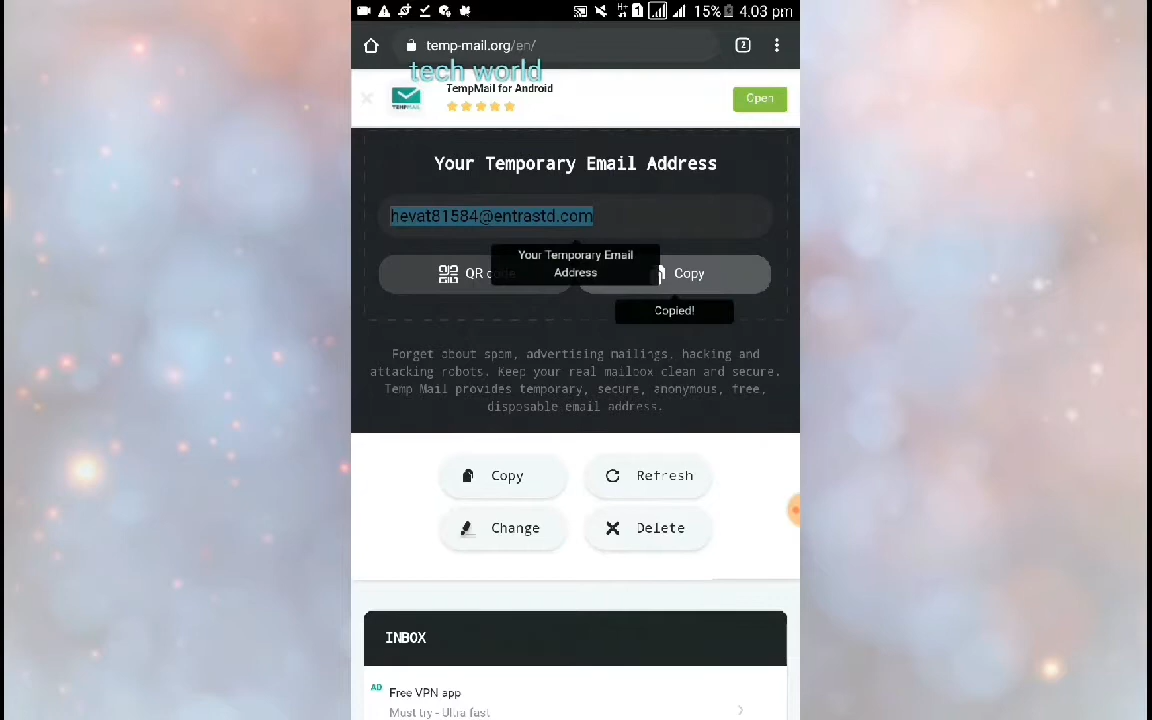 15% 4.03 pm
temp-mail.org/en/
2
tech world
TempMail for Android
Open
Your Temporary Email Address
hevat81584@entrastd.com
Your Temporary Email
Address
QR code
Copy
Copied!
Forget about spam, advertising mailings, hacking and
attacking robots. Keep your real mailbox clean and secure.
Temp Mail provides temporary, secure, anonymous, free,
disposable email address.
Copy
Refresh
Change
Delete
INBOX
AD
Free VPN app
Must try - Ultra fast